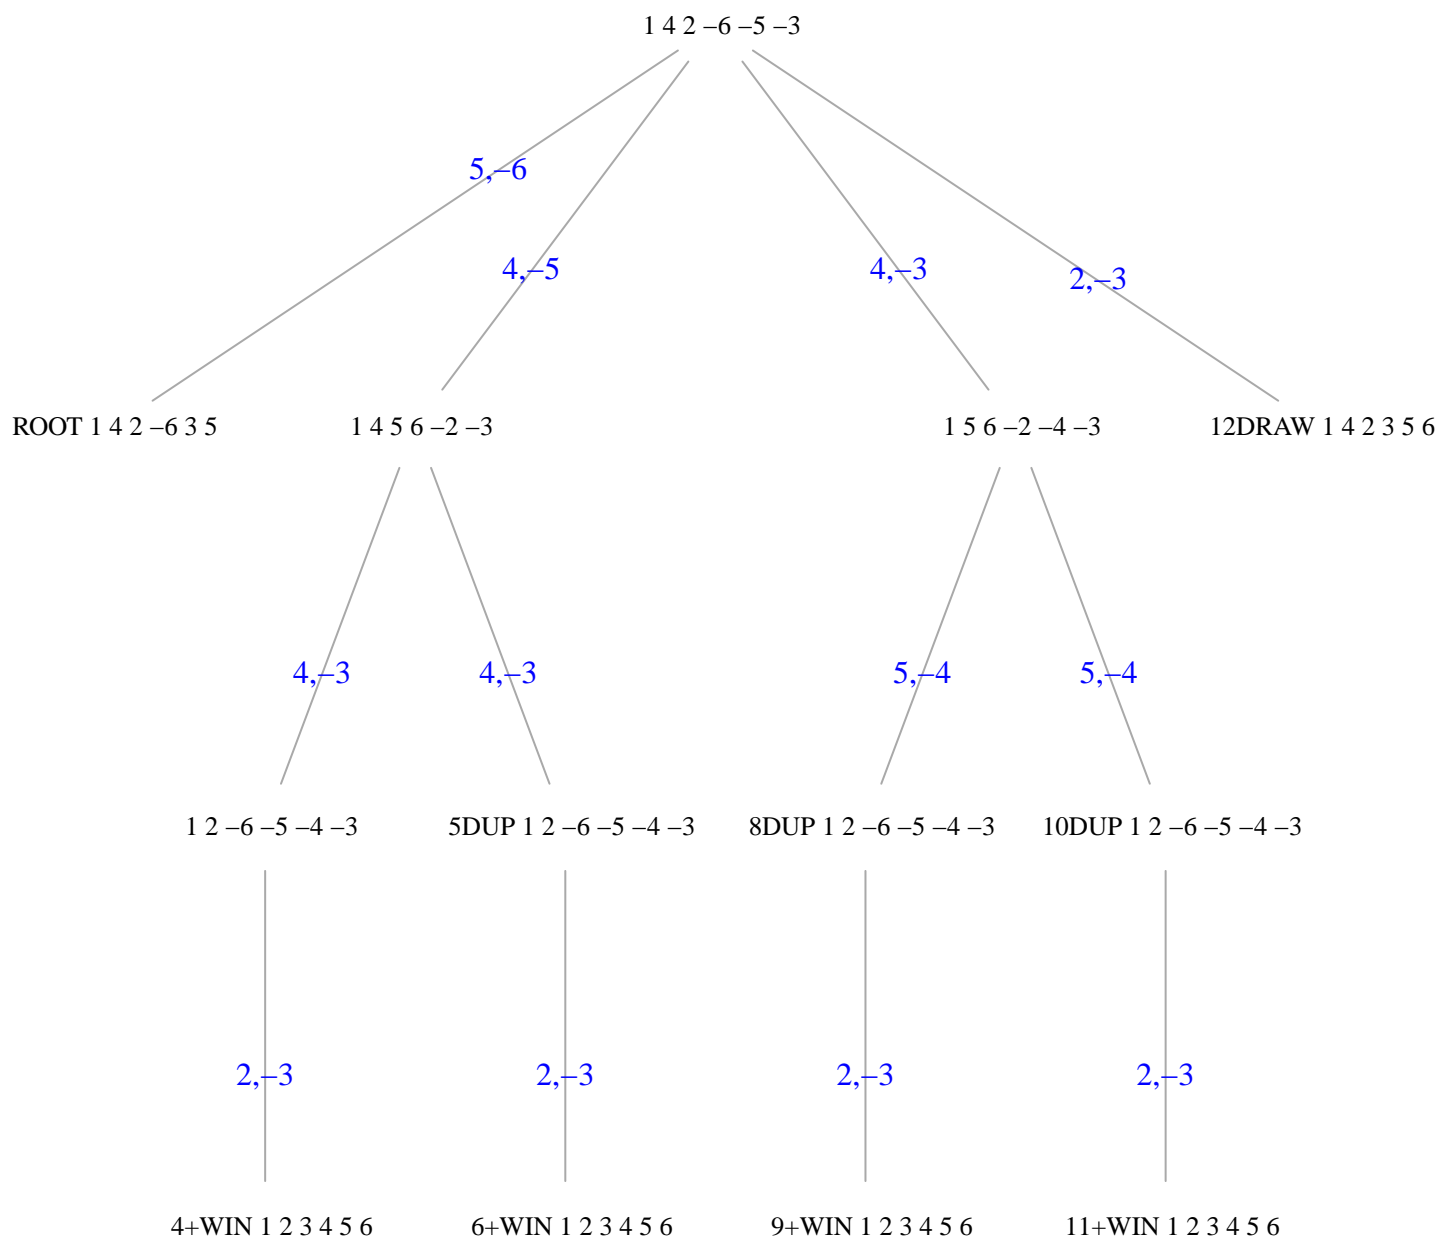 1 4 2 –6 –5 –3
5,–6
4,–5
4,–3
2,–3
ROOT 1 4 2 –6 3 5
1 4 5 6 –2 –3
1 5 6 –2 –4 –3
12DRAW 1 4 2 3 5 6
4,–3
4,–3
5,–4
5,–4
1 2 –6 –5 –4 –3
5DUP 1 2 –6 –5 –4 –3
8DUP 1 2 –6 –5 –4 –3
10DUP 1 2 –6 –5 –4 –3
2,–3
2,–3
2,–3
2,–3
4+WIN 1 2 3 4 5 6
6+WIN 1 2 3 4 5 6
9+WIN 1 2 3 4 5 6
11+WIN 1 2 3 4 5 6